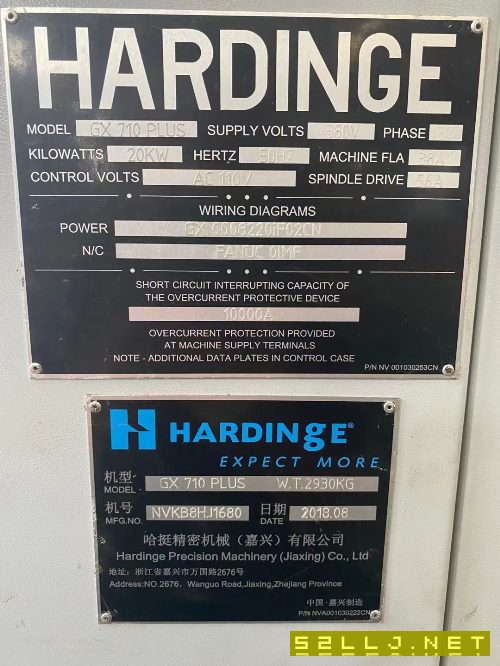 HARDINGE
MODEL GX 710 PLUS SUPPLY VOLTS 360V PHASE
KILOWATTS 20KW HERTZ 50HZ MACHINE FLA 38A
CONTROL VOLTS AC 110V SPINDLE DRIVE 56A
WIRING DIAGRAMS
POWER
N/C FANUC 0IMF
SHORT CIRCUIT INTERRUPTING CAPACITY OF
THE OVERCURRENT PROTECTIVE DEVICE
10000A
OVERCURRENT PROTECTION PROVIDED
AT MACHINE SUPPLY TERMINALS
NOTE - ADDITIONAL DATA PLATES IN CONTROL CASE
P/N NV 001030263CN
HARDINGE®
EXPECT MORE
机型 MODEL GX 710 PLUS W.T.2930KG
机号 MFG.NO. NVKB8HJ1680 日期 DATE 2018.08
哈挺精密机械（嘉兴）有限公司
Hardinge Precision Machinery (Jiaxing) Co., Ltd
地址：浙江省嘉兴市万国路2676号
Address:NO.2676, Wanguo Road,Jiaxing,Zhejiang Province
中国·嘉兴制造
P/N NVA001030222CN
52LLJ.NET